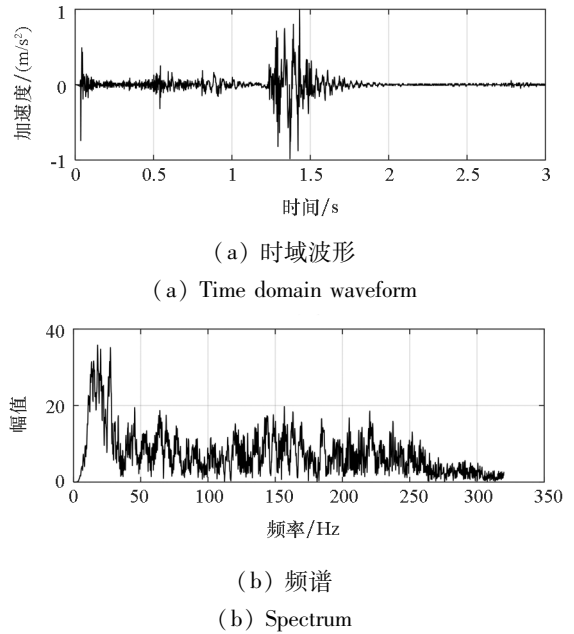 1
0
-1
加速度/(m/s²)
0 0.5 1 1.5 2 2.5 3
时间/s
(a) 时域波形
(a) Time domain waveform
40
20
0
幅值
0 50 100 150 200 250 300 350
频率/Hz
(b) 频谱
(b) Spectrum